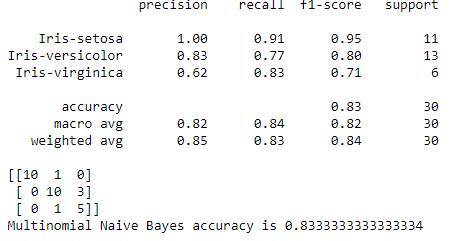 precision recall f1-score support
Iris-setosa 1.00 0.91 0.95 11
Iris-versicolor 0.83 0.77 0.80 13
Iris-virginica 0.62 0.83 0.71 6
accuracy 0.83 30
macro avg 0.82 0.84 0.82 30
weighted avg 0.85 0.83 0.84 30
[[10 1 0]
[ 0 10 3]
[ 0 1 5]]
Multinomial Naive Bayes accuracy is 0.8333333333333334